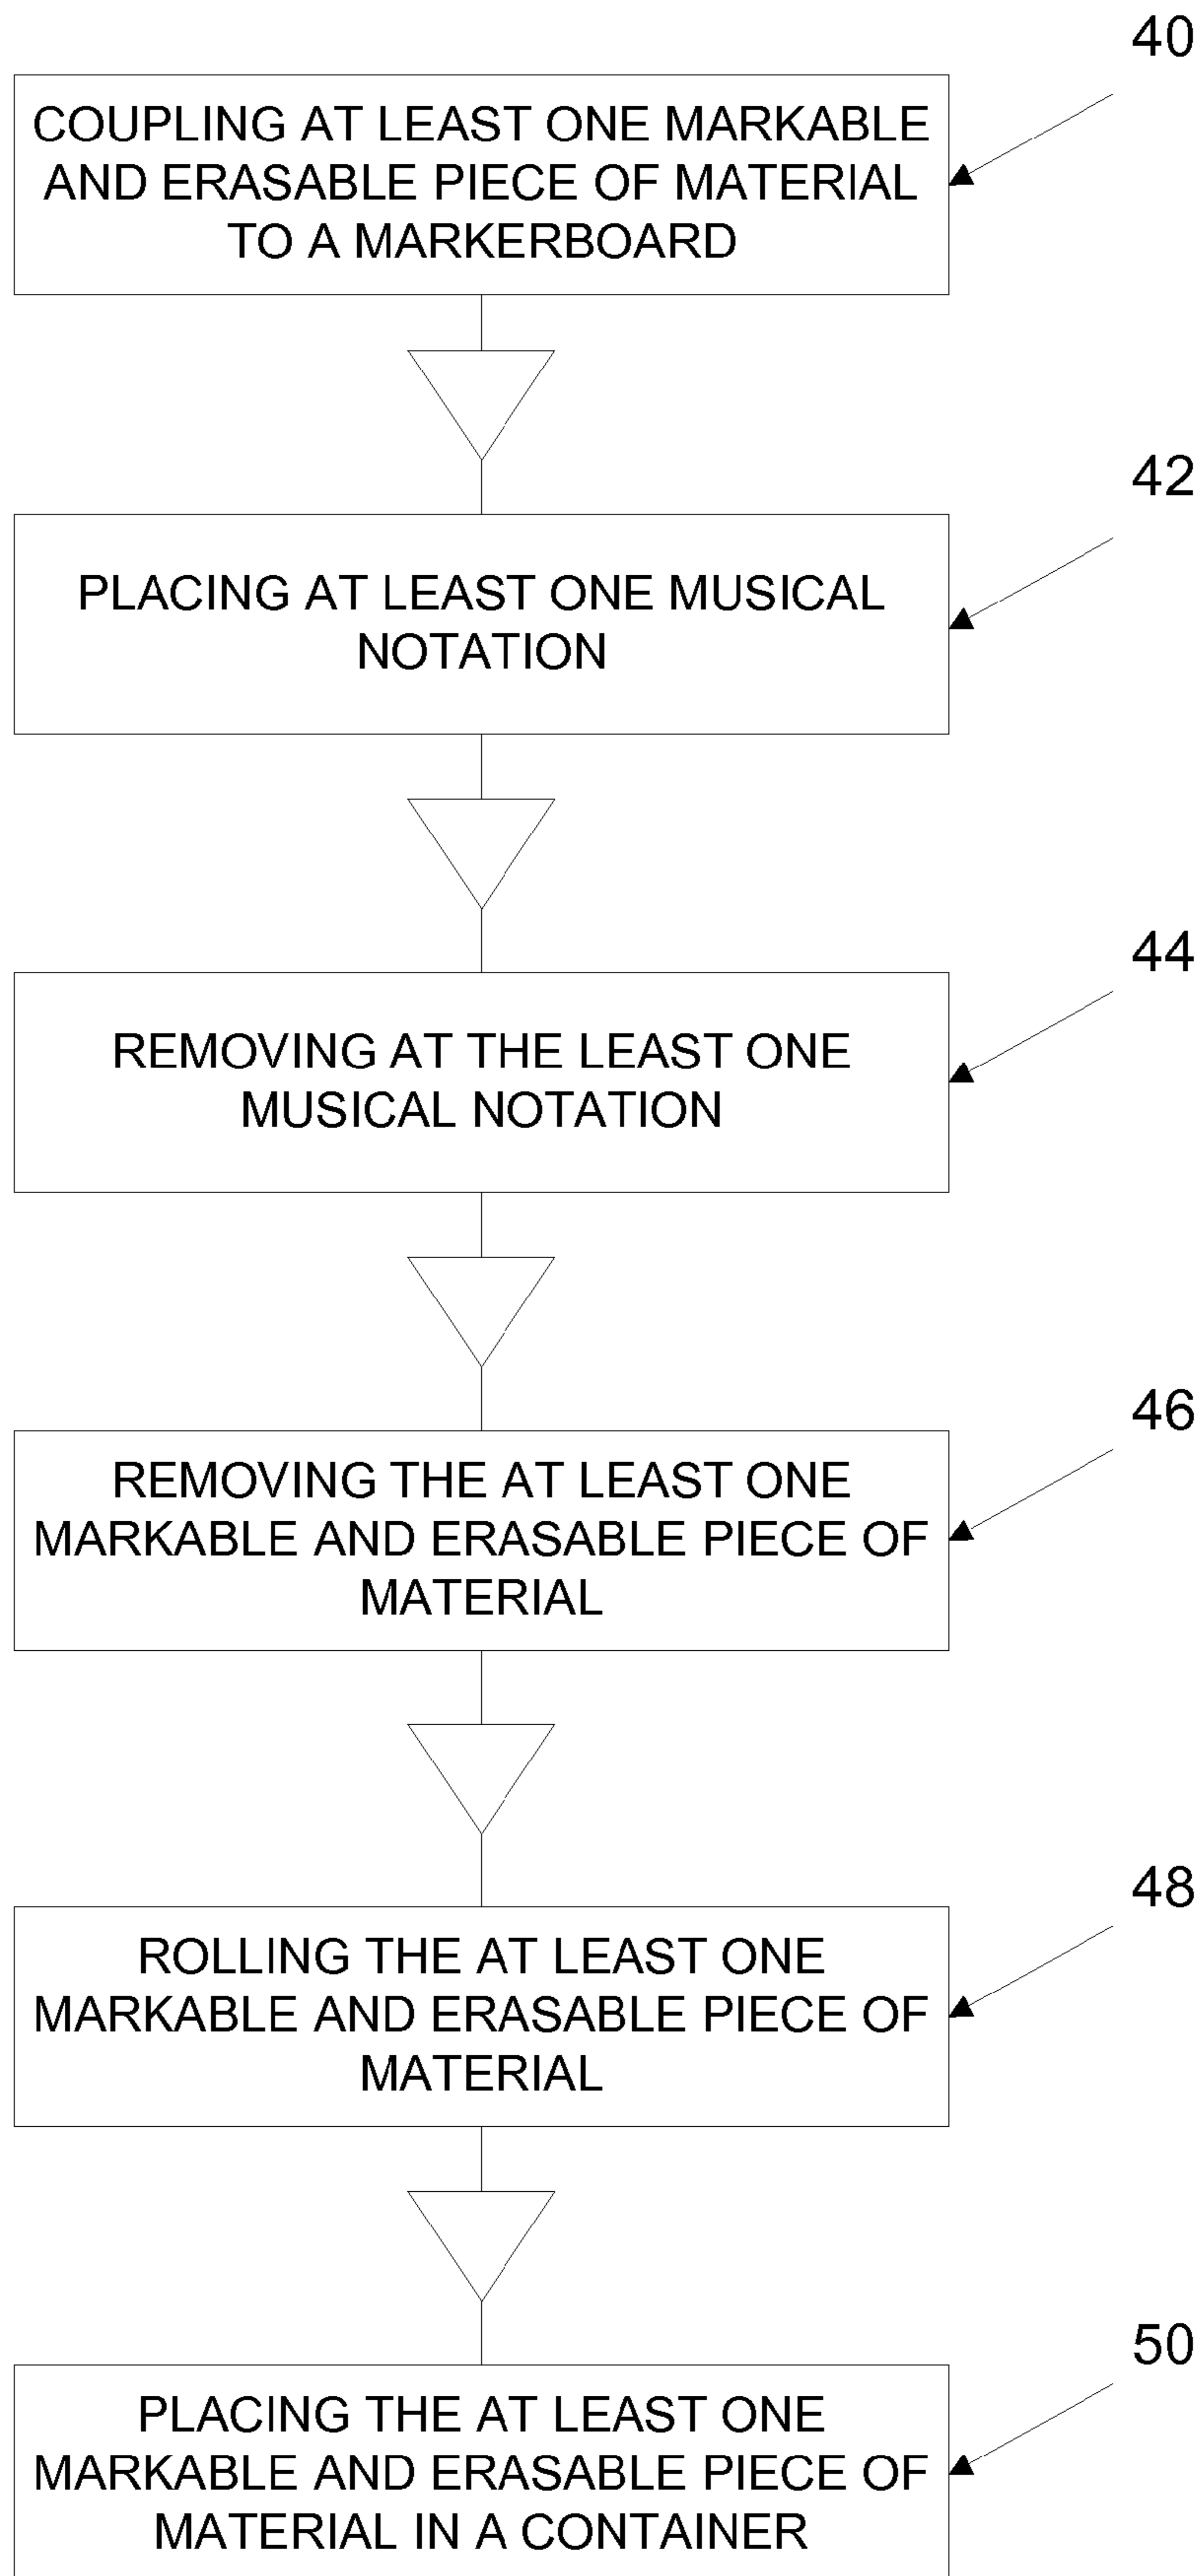 40
COUPLING AT LEAST ONE MARKABLE
AND ERASABLE PIECE OF MATERIAL
TO A MARKERBOARD
42
PLACING AT LEAST ONE MUSICAL
NOTATION
44
REMOVING AT THE LEAST ONE
MUSICAL NOTATION
46
REMOVING THE AT LEAST ONE
MARKABLE AND ERASABLE PIECE OF
MATERIAL
48
ROLLING THE AT LEAST ONE
MARKABLE AND ERASABLE PIECE OF
MATERIAL
50
PLACING THE AT LEAST ONE
MARKABLE AND ERASABLE PIECE OF
MATERIAL IN A CONTAINER